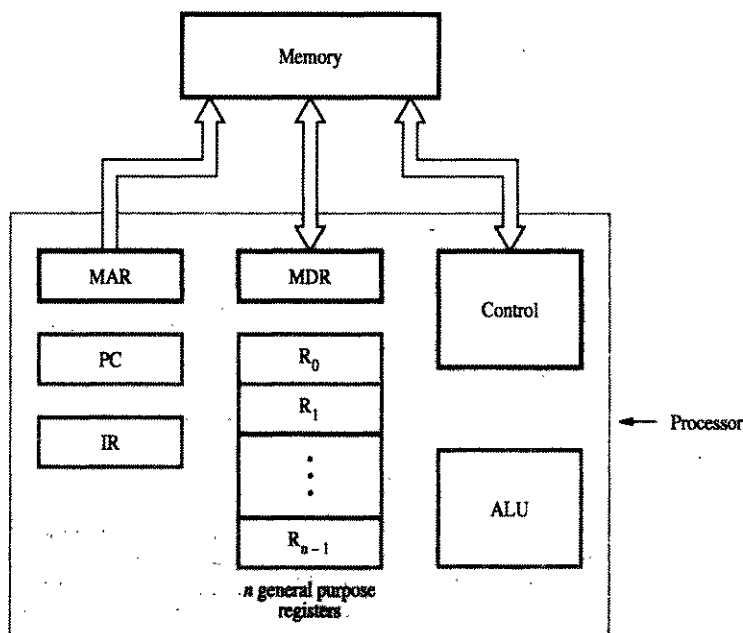 Memory
MAR
MDR
Control
PC
R0
R1
IR
Processor
ALU
Rn−1
n general purpose
registers